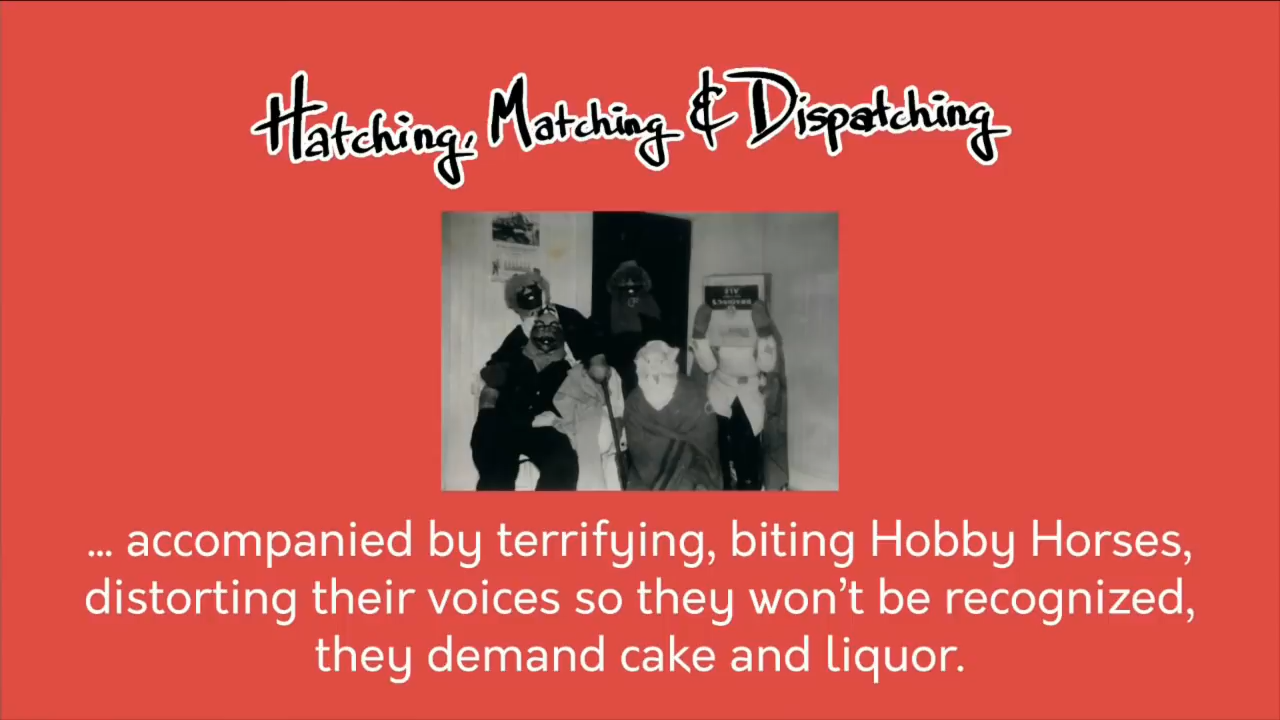 Hatching, Matching & Dispatching
... accompanied by terrifying, biting Hobby Horses,
distorting their voices so they won't be recognized,
they demand cake and liquor.